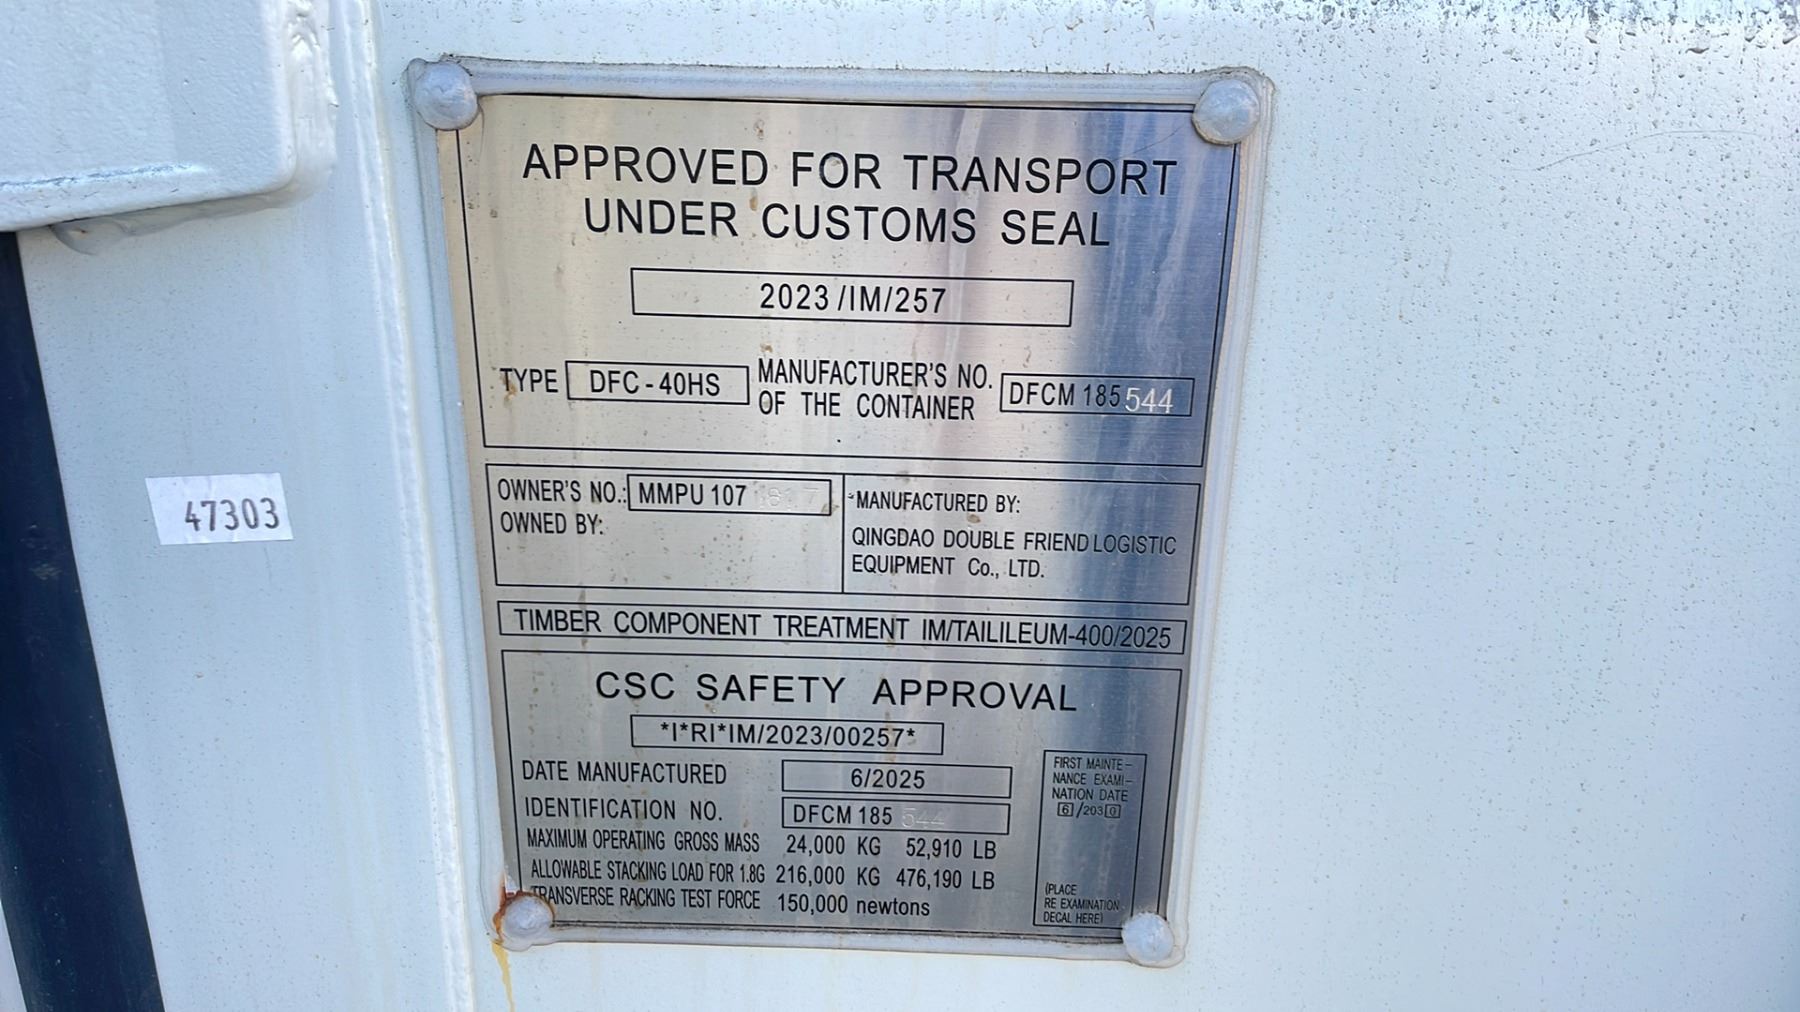 APPROVED FOR TRANSPORT
UNDER CUSTOMS SEAL
2023/IM/257
TYPE DFC-40HS MANUFACTURER'S NO.
OF THE CONTAINER DFCM 185544
47303
OWNER'S NO.: MMPU 107
OWNED BY:
MANUFACTURED BY:
QINGDAO DOUBLE FRIEND LOGISTIC
EQUIPMENT Co., LTD.
TIMBER COMPONENT TREATMENT IM/TAILILEUM-400/2025
CSC SAFETY APPROVAL
*I*RI*IM/2023/00257*
DATE MANUFACTURED 6/2025
IDENTIFICATION NO. DFCM 185 544
MAXIMUM OPERATING GROSS MASS 24,000 KG 52,910 LB
ALLOWABLE STACKING LOAD FOR 1.8G 216,000 KG 476,190 LB
TRANSVERSE RACKING TEST FORCE 150,000 newtons
FIRST MAINTE-
NANCE EXAMI-
NATION DATE
6/2030
(PLACE
RE EXAMINATION
DECAL HERE)